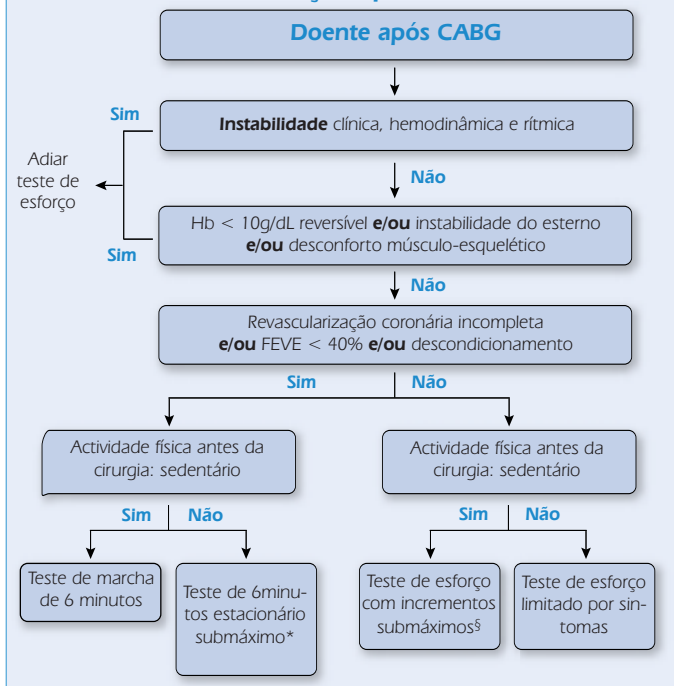 Doente após CABG
Sim
Instabilidade clínica, hemodinâmica e rítmica
Adiar
teste de
esforço
Não
Hb < 10g/dL reversível e/ou instabilidade do esterno
e/ou desconforto músculo-esquelético
Sim
Não
Revascularização coronária incompleta
e/ou FEVE < 40% e/ou descondicionamento
Sim
Não
Actividade física antes da
cirurgia: sedentário
Actividade física antes da
cirurgia: sedentário
Sim
Não
Sim
Não
Teste de marcha
de 6 minutos
Teste de 6minu-
tos estacionário
submáximo*
Teste de esforço
com incrementos
submáximos§
Teste de esforço
limitado por sin-
tomas